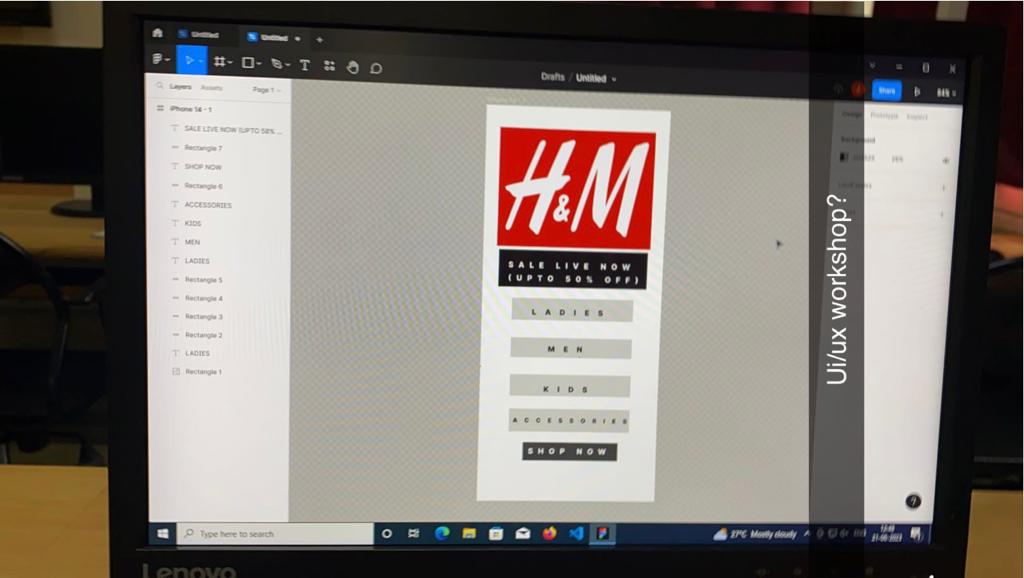 Untitled
Untitled
Drafts / Untitled
Share
84%
Layers
Assets
Page 1
Design
Prototype
Inspect
iPhone 14 - 1
SALE LIVE NOW (UPTO 50% ...
Rectangle 7
SHOP NOW
Rectangle 6
ACCESSORIES
KIDS
MEN
LADIES
Rectangle 5
Rectangle 4
Rectangle 3
Rectangle 2
LADIES
Rectangle 1
H&M
SALE LIVE NOW
(UPTO 50% OFF)
LADIES
MEN
KIDS
ACCESSORIES
SHOP NOW
Background
Ui/ux workshop?
?
Type here to search
27°C Mostly cloudy
Lenovo